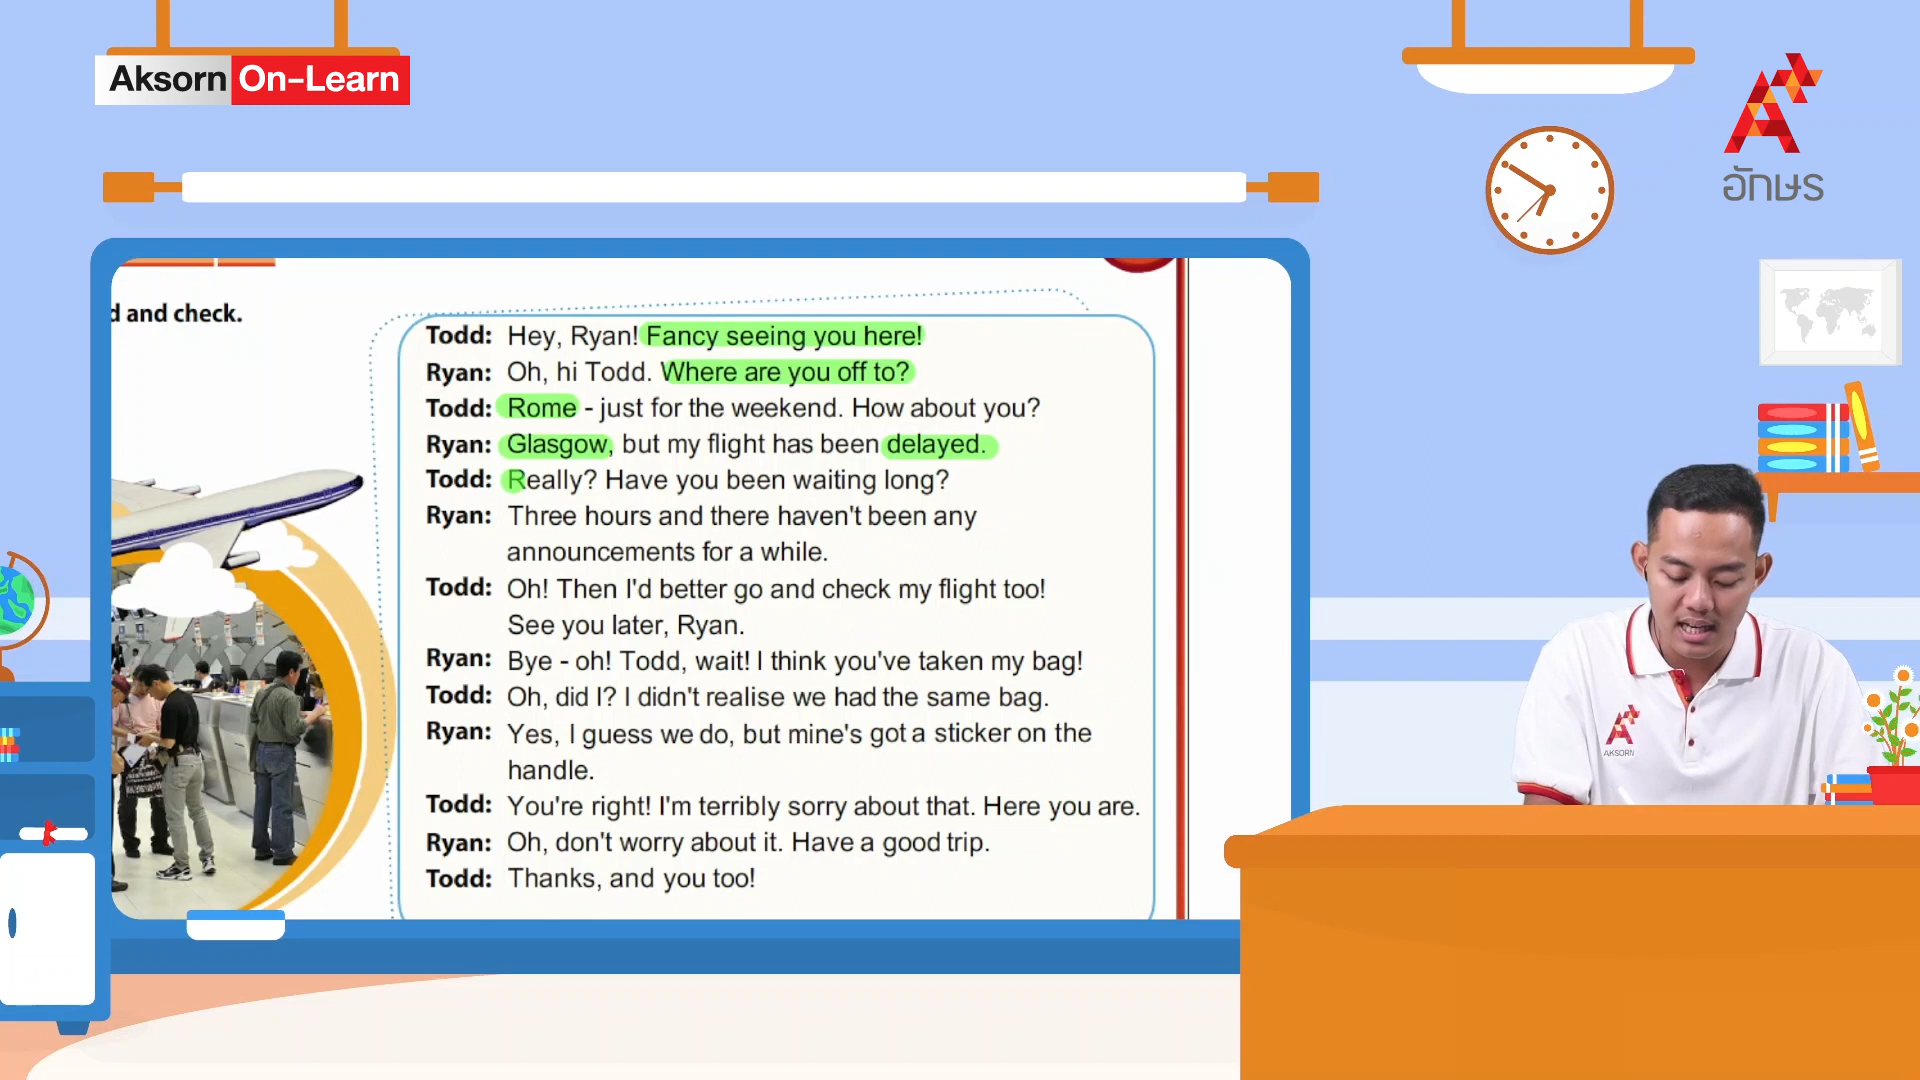 Aksorn On-Learn
อักษร
d and check.
Todd: Hey, Ryan! Fancy seeing you here!
Ryan: Oh, hi Todd. Where are you off to?
Todd: Rome - just for the weekend. How about you?
Ryan: Glasgow, but my flight has been delayed.
Todd: Really? Have you been waiting long?
Ryan: Three hours and there haven't been any
announcements for a while.
Todd: Oh! Then I'd better go and check my flight too!
See you later, Ryan.
Ryan: Bye - oh! Todd, wait! I think you've taken my bag!
Todd: Oh, did I? I didn't realise we had the same bag.
Ryan: Yes, I guess we do, but mine's got a sticker on the
handle.
Todd: You're right! I'm terribly sorry about that. Here you are.
Ryan: Oh, don't worry about it. Have a good trip.
Todd: Thanks, and you too!
AKSORN